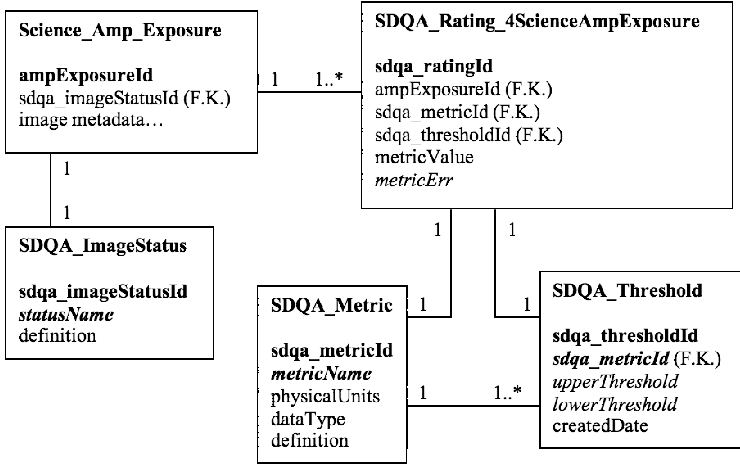 Science_Amp_Exposure
ampExposureId
sdqa_imageStatusId (F.K.)
image metadata…
1
1..*
SDQA_Rating_4ScienceAmpExposure
sdqa_ratingId
ampExposureId (F.K.)
sdqa_metricId (F.K.)
sdqa_thresholdId (F.K.)
metricValue
metricErr
1
1
SDQA_ImageStatus
sdqa_imageStatusId
statusName
definition
1
1
SDQA_Metric
sdqa_metricId
metricName
physicalUnits
dataType
definition
1
1
1
1..*
SDQA_Threshold
sdqa_thresholdId
sdqa_metricId (F.K.)
upperThreshold
lowerThreshold
createdDate